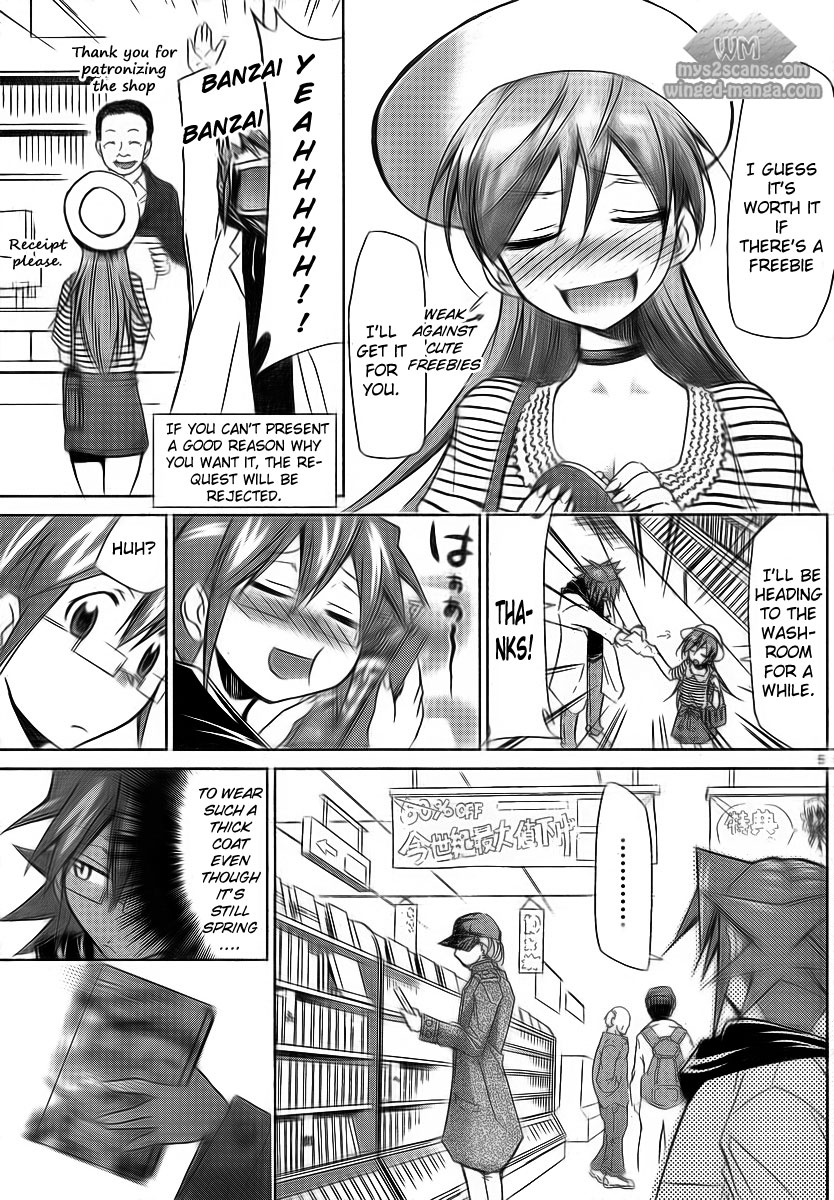 WM
mys2scans.com
winged-manga.com
I GUESS
IT'S
WORTH IT
IF
THERE'S A
FREEBIE
WEAK
AGAINST
CUTE
FREEBIES
I'LL
GET IT
FOR
YOU.
YEAHHHHHH!!
BANZAI
BANZAI
Thank you for
patronizing
the shop
Receipt
please.
IF YOU CAN'T PRESENT
A GOOD REASON WHY
YOU WANT IT, THE RE-
QUEST WILL BE
REJECTED.
I'LL BE
HEADING
TO THE
WASH-
ROOM
FOR A
WHILE.
THA-
NKS!
はぁぁ〜
HUH?
5
特典
80% OFF
今世紀最大値下げ
.........
TO WEAR
SUCH A
THICK
COAT
EVEN
THOUGH
IT'S
STILL
SPRING
....